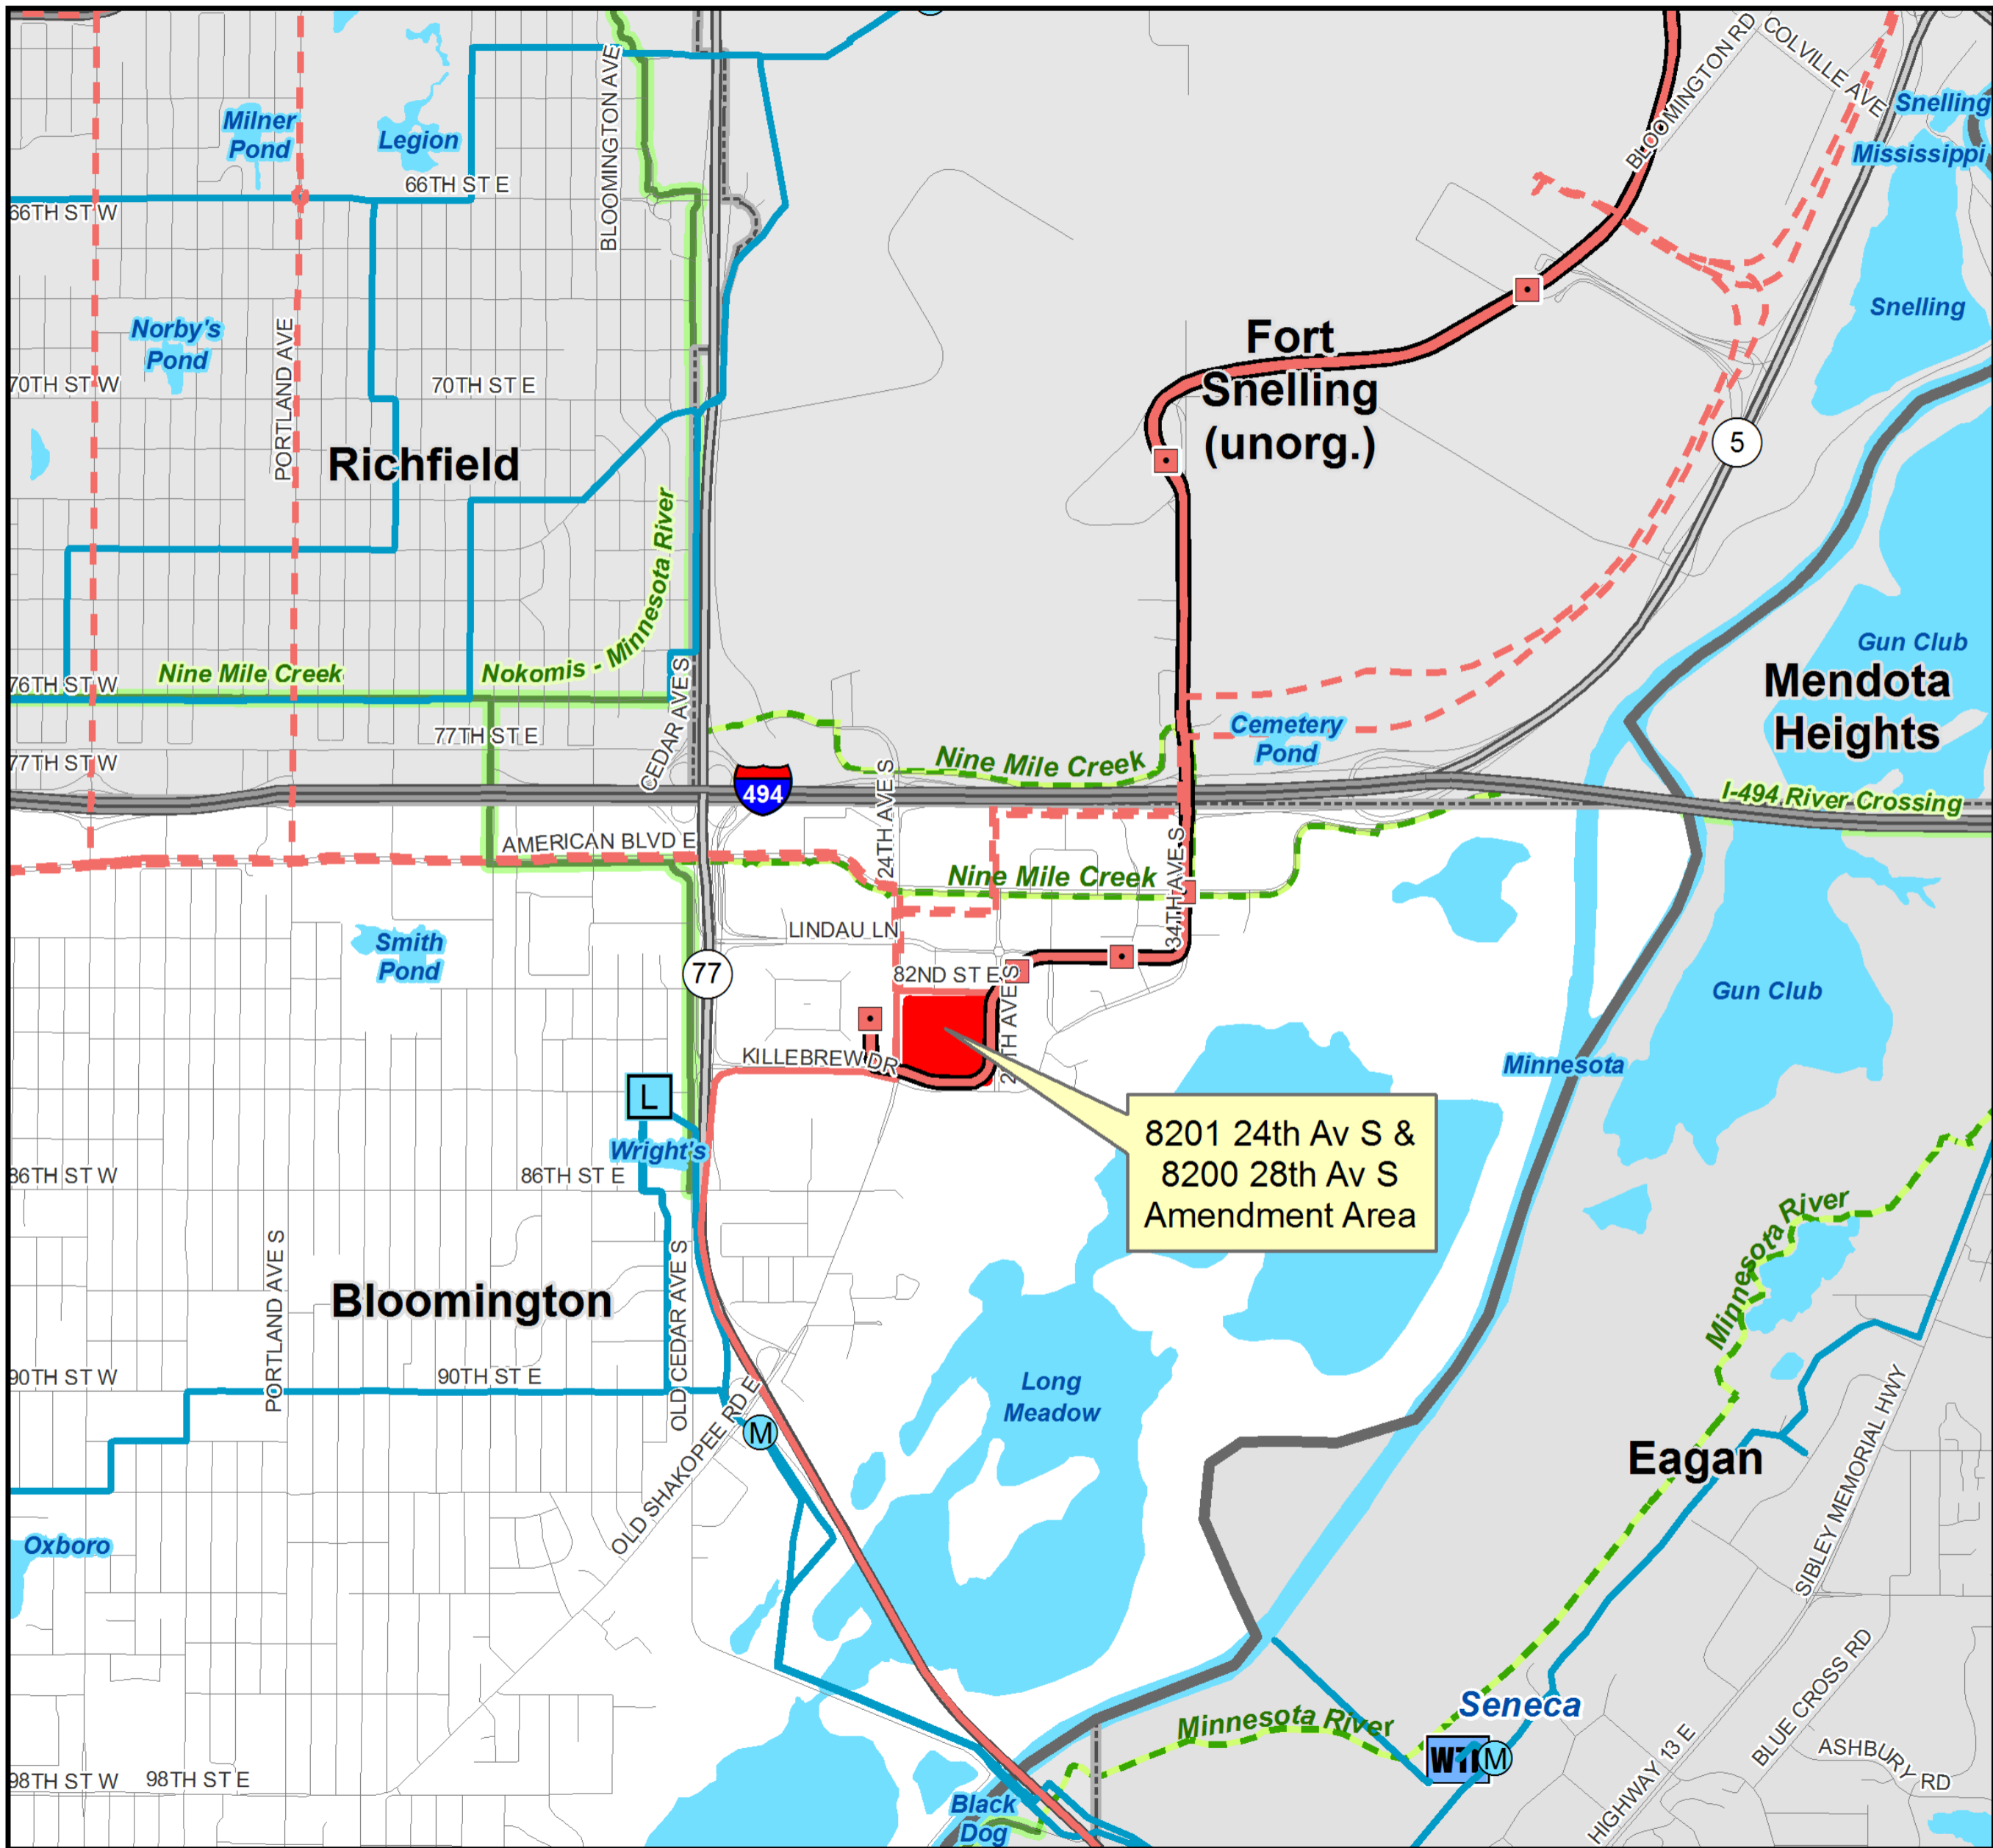 BLOOMINGTON RD
COLVILLE AVE
Snelling
Mississippi
BLOOMINGTON AVE
Milner
Pond
Legion
66TH ST E
66TH ST W
Snelling
Norby's
Pond
PORTLAND AVE
70TH ST W
70TH ST E
Fort
Snelling
(unorg.)
5
Richfield
Nokomis - Minnesota River
Nine Mile Creek
76TH ST W
77TH ST E
77TH ST W
CEDAR AVE S
Gun Club
Mendota
Heights
Cemetery
Pond
Nine Mile Creek
494
24TH AVE S
I-494 River Crossing
AMERICAN BLVD E
34TH AVE S
Nine Mile Creek
LINDAU LN
Smith
Pond
77
82ND ST E
Gun Club
KILLEBREW DR
Minnesota
L
Wright's
8201 24th Av S &
8200 28th Av S
Amendment Area
86TH ST W
86TH ST E
Minnesota River
PORTLAND AVE S
OLD CEDAR AVE S
Bloomington
90TH ST W
90TH ST E
Long
Meadow
OLD SHAKOPEE RD E
M
Eagan
SIBLEY MEMORIAL HWY
Oxboro
Seneca
Minnesota River
M
BLUE CROSS RD
HIGHWAY 13 E
ASHBURY RD
98TH ST W
98TH ST E
Black
Dog